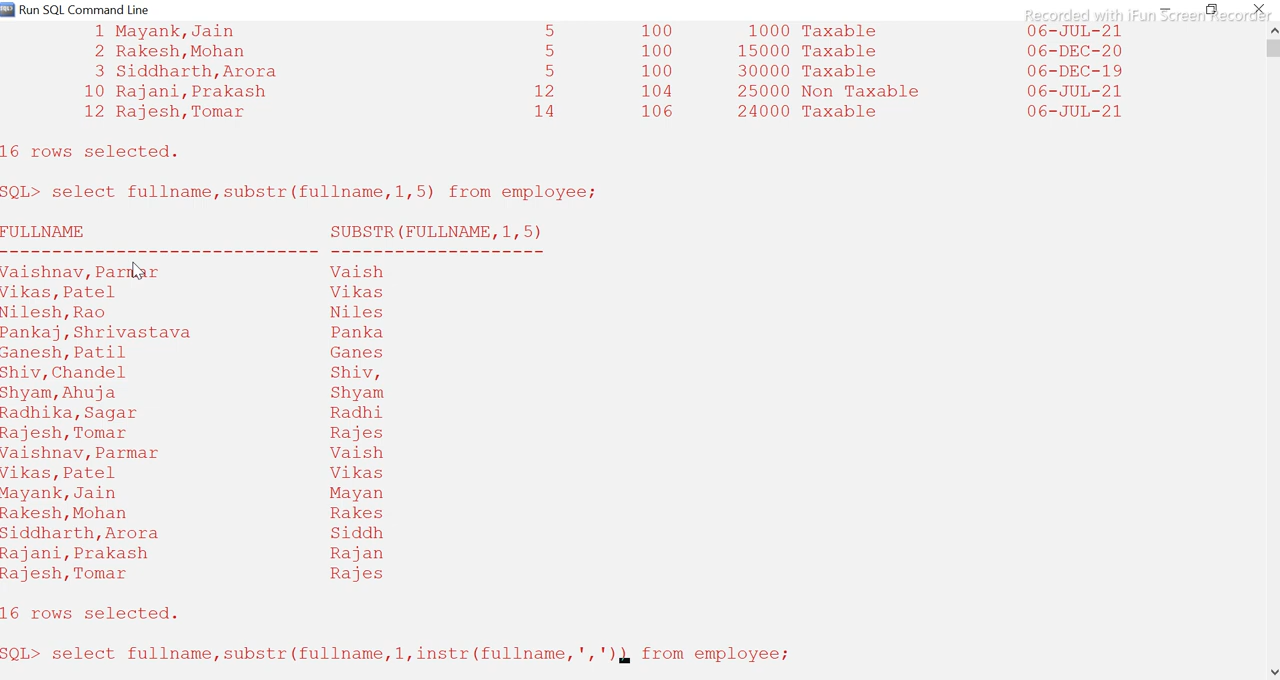 Run SQL Command Line
Recorded with iFun Screen Recorder
1 Mayank,Jain 5 100 1000 Taxable 06-JUL-21
2 Rakesh,Mohan 5 100 15000 Taxable 06-DEC-20
3 Siddharth,Arora 5 100 30000 Taxable 06-DEC-19
10 Rajani,Prakash 12 104 25000 Non Taxable 06-JUL-21
12 Rajesh,Tomar 14 106 24000 Taxable 06-JUL-21
16 rows selected.
SQL> select fullname,substr(fullname,1,5) from employee;
FULLNAME SUBSTR(FULLNAME,1,5)
------------------------------ --------------------
Vaishnav,Parmar Vaish
Vikas,Patel Vikas
Nilesh,Rao Niles
Pankaj,Shrivastava Panka
Ganesh,Patil Ganes
Shiv,Chandel Shiv,
Shyam,Ahuja Shyam
Radhika,Sagar Radhi
Rajesh,Tomar Rajes
Vaishnav,Parmar Vaish
Vikas,Patel Vikas
Mayank,Jain Mayan
Rakesh,Mohan Rakes
Siddharth,Arora Siddh
Rajani,Prakash Rajan
Rajesh,Tomar Rajes
16 rows selected.
SQL> select fullname,substr(fullname,1,instr(fullname,',')) from employee;